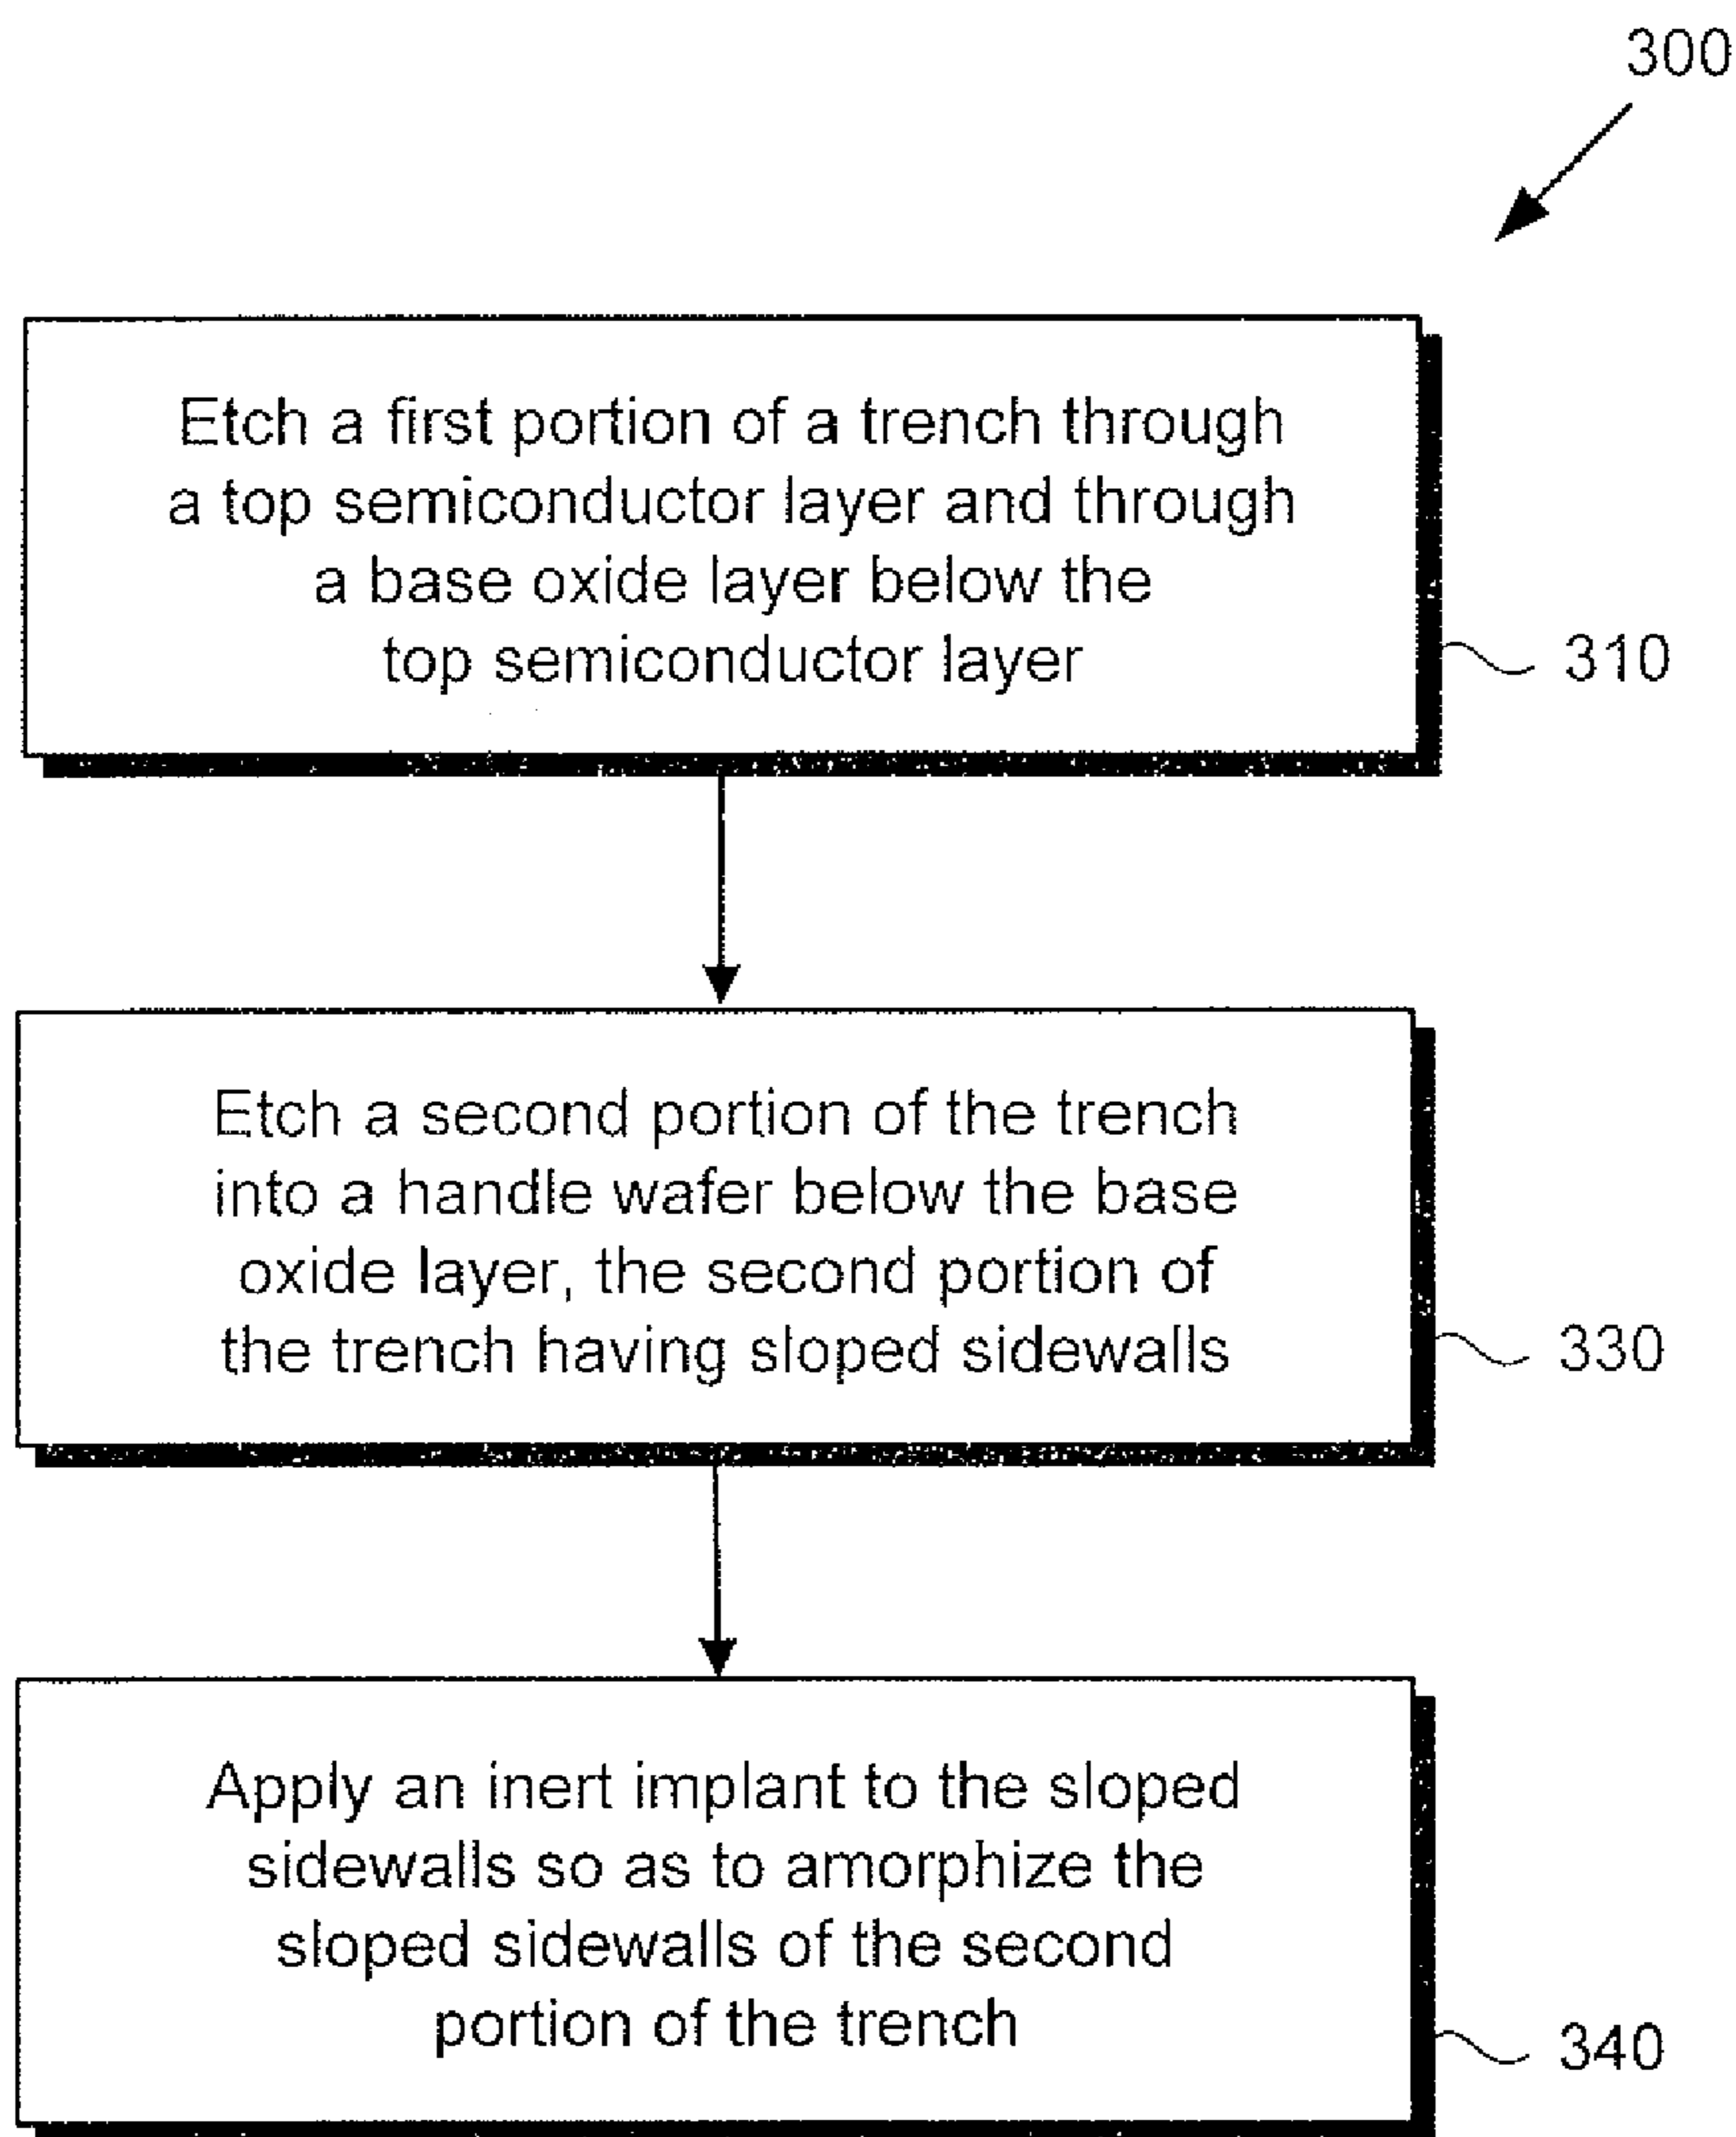 300
Etch a first portion of a trench through
a top semiconductor layer and through
a base oxide layer below the
top semiconductor layer
310
Etch a second portion of the trench
into a handle wafer below the base
oxide layer, the second portion of
the trench having sloped sidewalls
330
Apply an inert implant to the sloped
sidewalls so as to amorphize the
sloped sidewalls of the second
portion of the trench
340